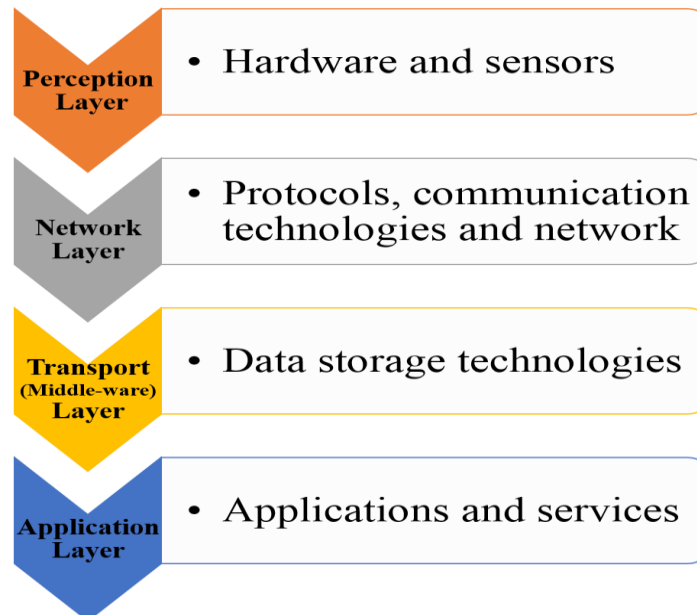 Perception
Layer
• Hardware and sensors
Network
Layer
• Protocols, communication
technologies and network
Transport
(Middle-ware)
Layer
• Data storage technologies
Application
Layer
• Applications and services